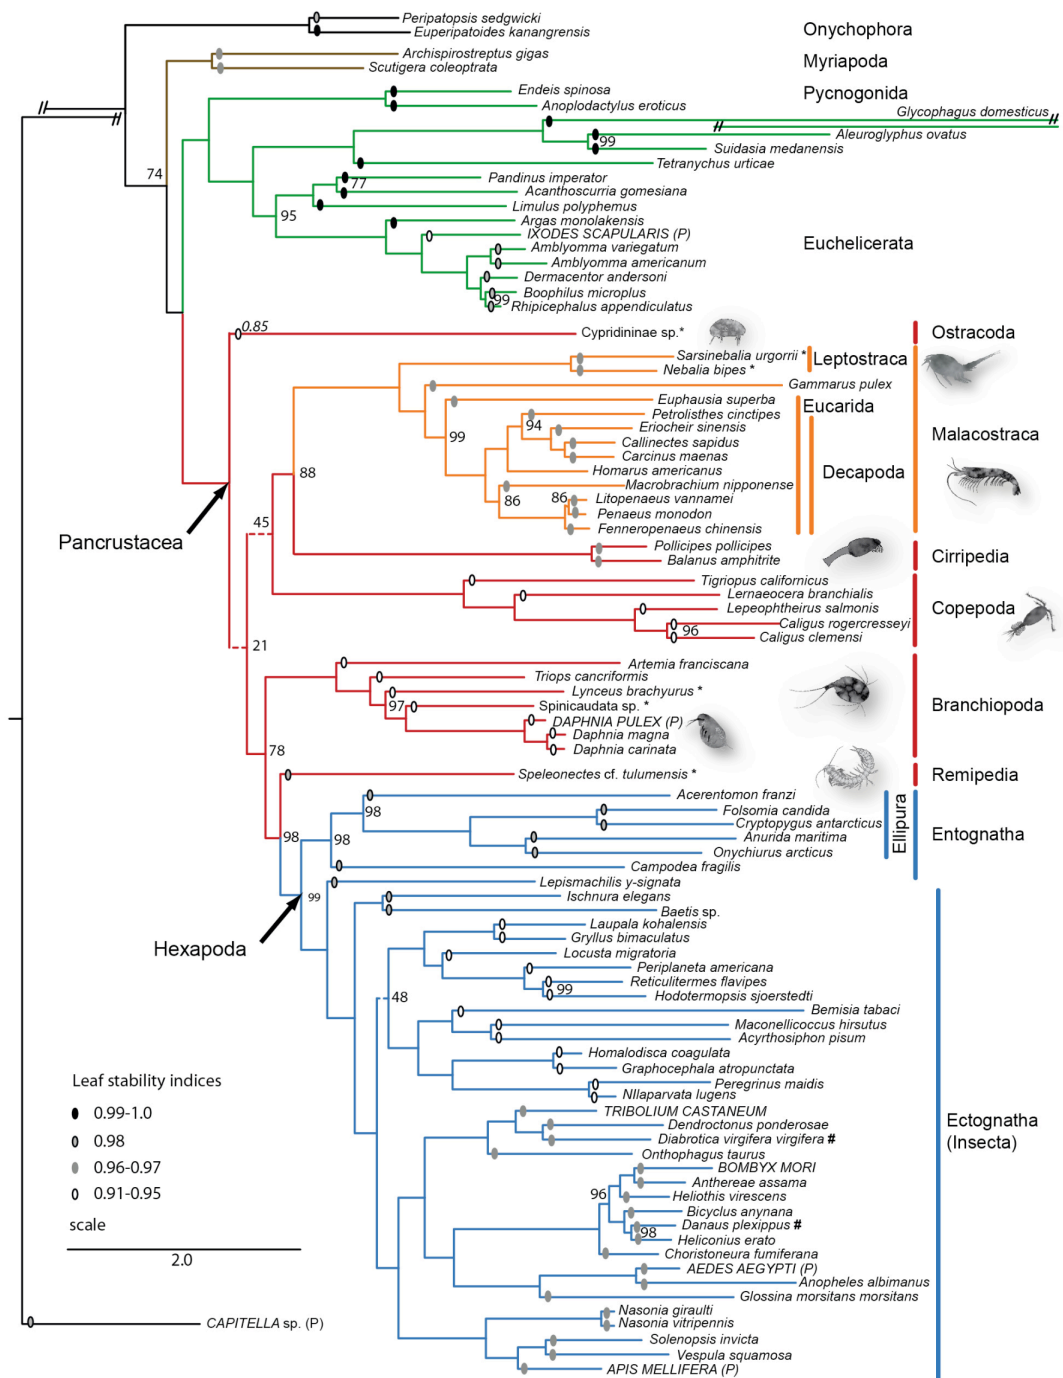 Peripatopsis sedgwicki
Euperipatoides kanangrensis
Onychophora
Archispirostreptus gigas
Scutigera coleoptrata
Myriapoda
Endeis spinosa
Anoplodactylus eroticus
Pycnogonida
Glycophagus domesticus
Aleuroglyphus ovatus
99
Suidasia medanensis
Tetranychus urticae
74
Pandinus imperator
77
Acanthoscurria gomesiana
Limulus polyphemus
95
Argas monolakensis
IXODES SCAPULARIS (P)
Amblyomma variegatum
Euchelicerata
Amblyomma americanum
Dermacentor andersoni
Boophilus microplus
99
Rhipicephalus appendiculatus
0.85
Cypridininae sp.*
Ostracoda
Sarsinebalia urgorrii *
Leptostraca
Nebalia bipes *
Gammarus pulex
Euphausia superba
Eucarida
Petrolisthes cinctipes
94
Eriocheir sinensis
99
Callinectes sapidus
Malacostraca
Carcinus maenas
Homarus americanus
Decapoda
88
Macrobrachium nipponense
86
86
Litopenaeus vannamei
Penaeus monodon
45
Fenneropenaeus chinensis
Pancrustacea
Pollicipes pollicipes
Balanus amphitrite
Cirripedia
Tigriopus californicus
Lernaeocera branchialis
Lepeophtheirus salmonis
Copepoda
Caligus rogercresseyi
96
Caligus clemensi
21
Artemia franciscana
Triops cancriformis
Lynceus brachyurus *
97
Spinicaudata sp. *
Branchiopoda
DAPHNIA PULEX (P)
Daphnia magna
Daphnia carinata
78
Speleonectes cf. tulumensis *
Remipedia
Acerentomon franzi
98
Folsomia candida
Cryptopygus antarcticus
Ellipura
Entognatha
98
98
Anurida maritima
Onychiurus arcticus
Campodea fragilis
Lepismachilis y-signata
99
Ischnura elegans
Baetis sp.
Hexapoda
Laupala kohalensis
Gryllus bimaculatus
Locusta migratoria
Periplaneta americana
Reticulitermes flavipes
99
Hodotermopsis sjoerstedti
48
Bemisia tabaci
Maconellicoccus hirsutus
Acyrthosiphon pisum
Homalodisca coagulata
Graphocephala atropunctata
Peregrinus maidis
NIlaparvata lugens
Leaf stability indices
0.99-1.0
0.98
0.96-0.97
0.91-0.95
scale
2.0
TRIBOLIUM CASTANEUM
Dendroctonus ponderosae
Ectognatha
(Insecta)
Diabrotica virgifera virgifera #
Onthophagus taurus
BOMBYX MORI
Anthereae assama
96
Heliothis virescens
Bicyclus anynana
Danaus plexippus #
98
Heliconius erato
Choristoneura fumiferana
AEDES AEGYPTI (P)
Anopheles albimanus
Glossina morsitans morsitans
Nasonia giraulti
Nasonia vitripennis
CAPITELLA sp. (P)
Solenopsis invicta
Vespula squamosa
APIS MELLIFERA (P)